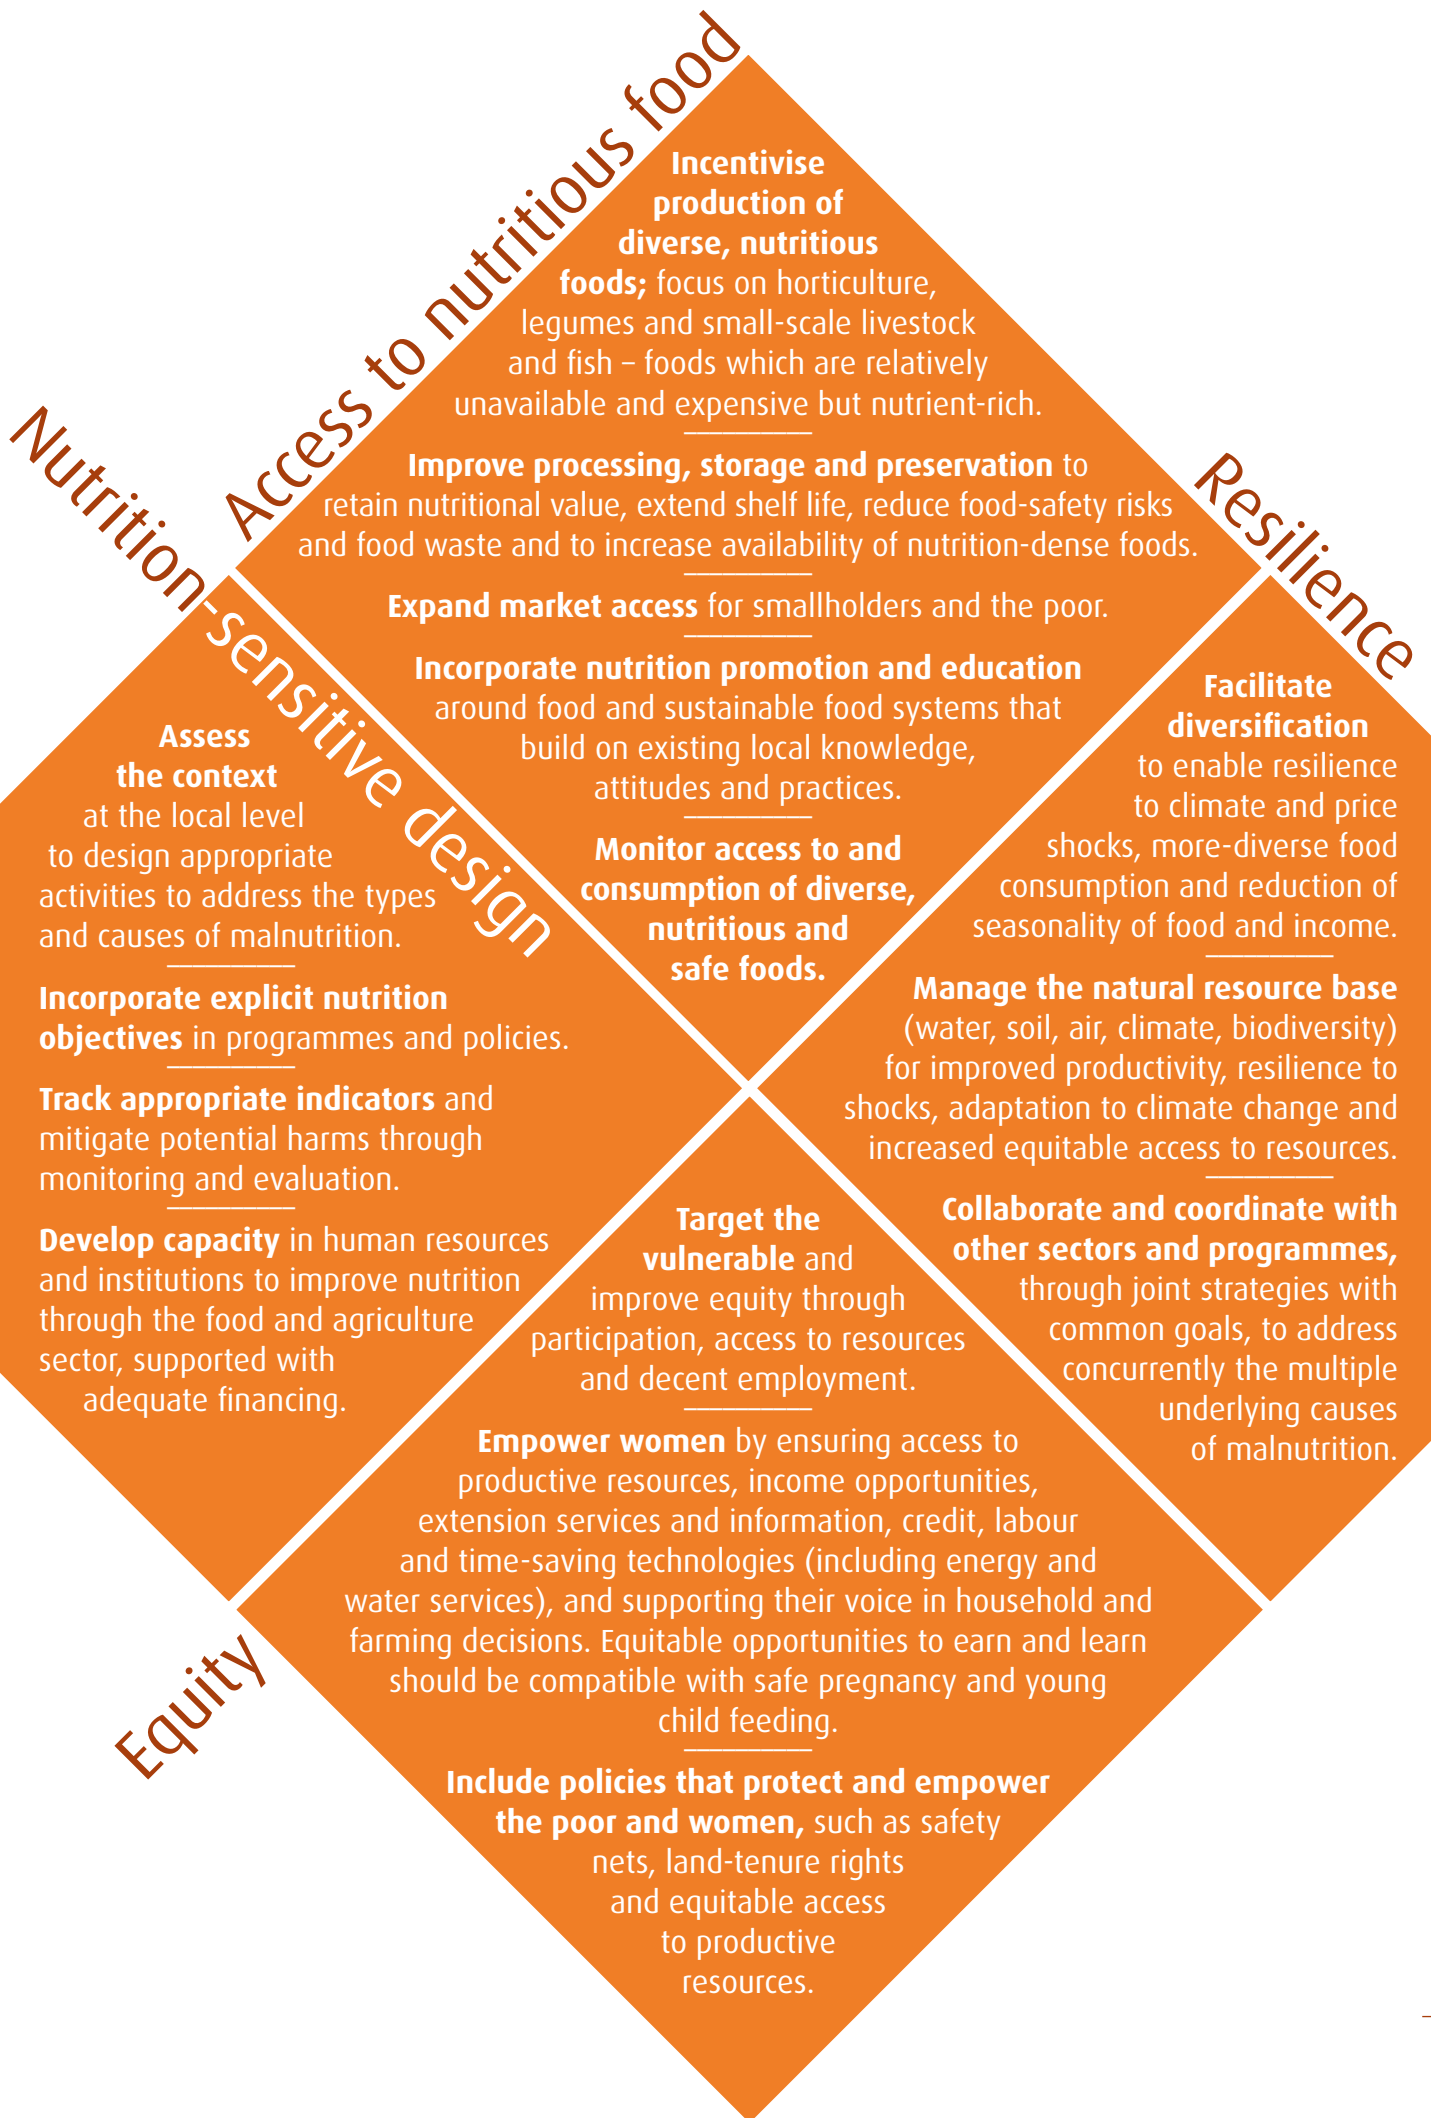 Access to nutritious food
Incentivise
production of
diverse, nutritious
foods; focus on horticulture,
legumes and small-scale livestock
and fish – foods which are relatively
unavailable and expensive but nutrient-rich.
Improve processing, storage and preservation to
retain nutritional value, extend shelf life, reduce food-safety risks
and food waste and to increase availability of nutrition-dense foods.
Expand market access for smallholders and the poor.
Incorporate nutrition promotion and education
around food and sustainable food systems that
build on existing local knowledge,
attitudes and practices.
Monitor access to and
consumption of diverse,
nutritious and
safe foods.
Nutrition-sensitive design
Assess
the context
at the local level
to design appropriate
activities to address the types
and causes of malnutrition.
Incorporate explicit nutrition
objectives in programmes and policies.
Track appropriate indicators and
mitigate potential harms through
monitoring and evaluation.
Develop capacity in human resources
and institutions to improve nutrition
through the food and agriculture
sector, supported with
adequate financing.
Resilience
Facilitate
diversification
to enable resilience
to climate and price
shocks, more-diverse food
consumption and reduction of
seasonality of food and income.
Manage the natural resource base
(water, soil, air, climate, biodiversity)
for improved productivity, resilience to
shocks, adaptation to climate change and
increased equitable access to resources.
Collaborate and coordinate with
other sectors and programmes,
through joint strategies with
common goals, to address
concurrently the multiple
underlying causes
of malnutrition.
Equity
Target the
vulnerable and
improve equity through
participation, access to resources
and decent employment.
Empower women by ensuring access to
productive resources, income opportunities,
extension services and information, credit, labour
and time-saving technologies (including energy and
water services), and supporting their voice in household and
farming decisions. Equitable opportunities to earn and learn
should be compatible with safe pregnancy and young
child feeding.
Include policies that protect and empower
the poor and women, such as safety
nets, land-tenure rights
and equitable access
to productive
resources.